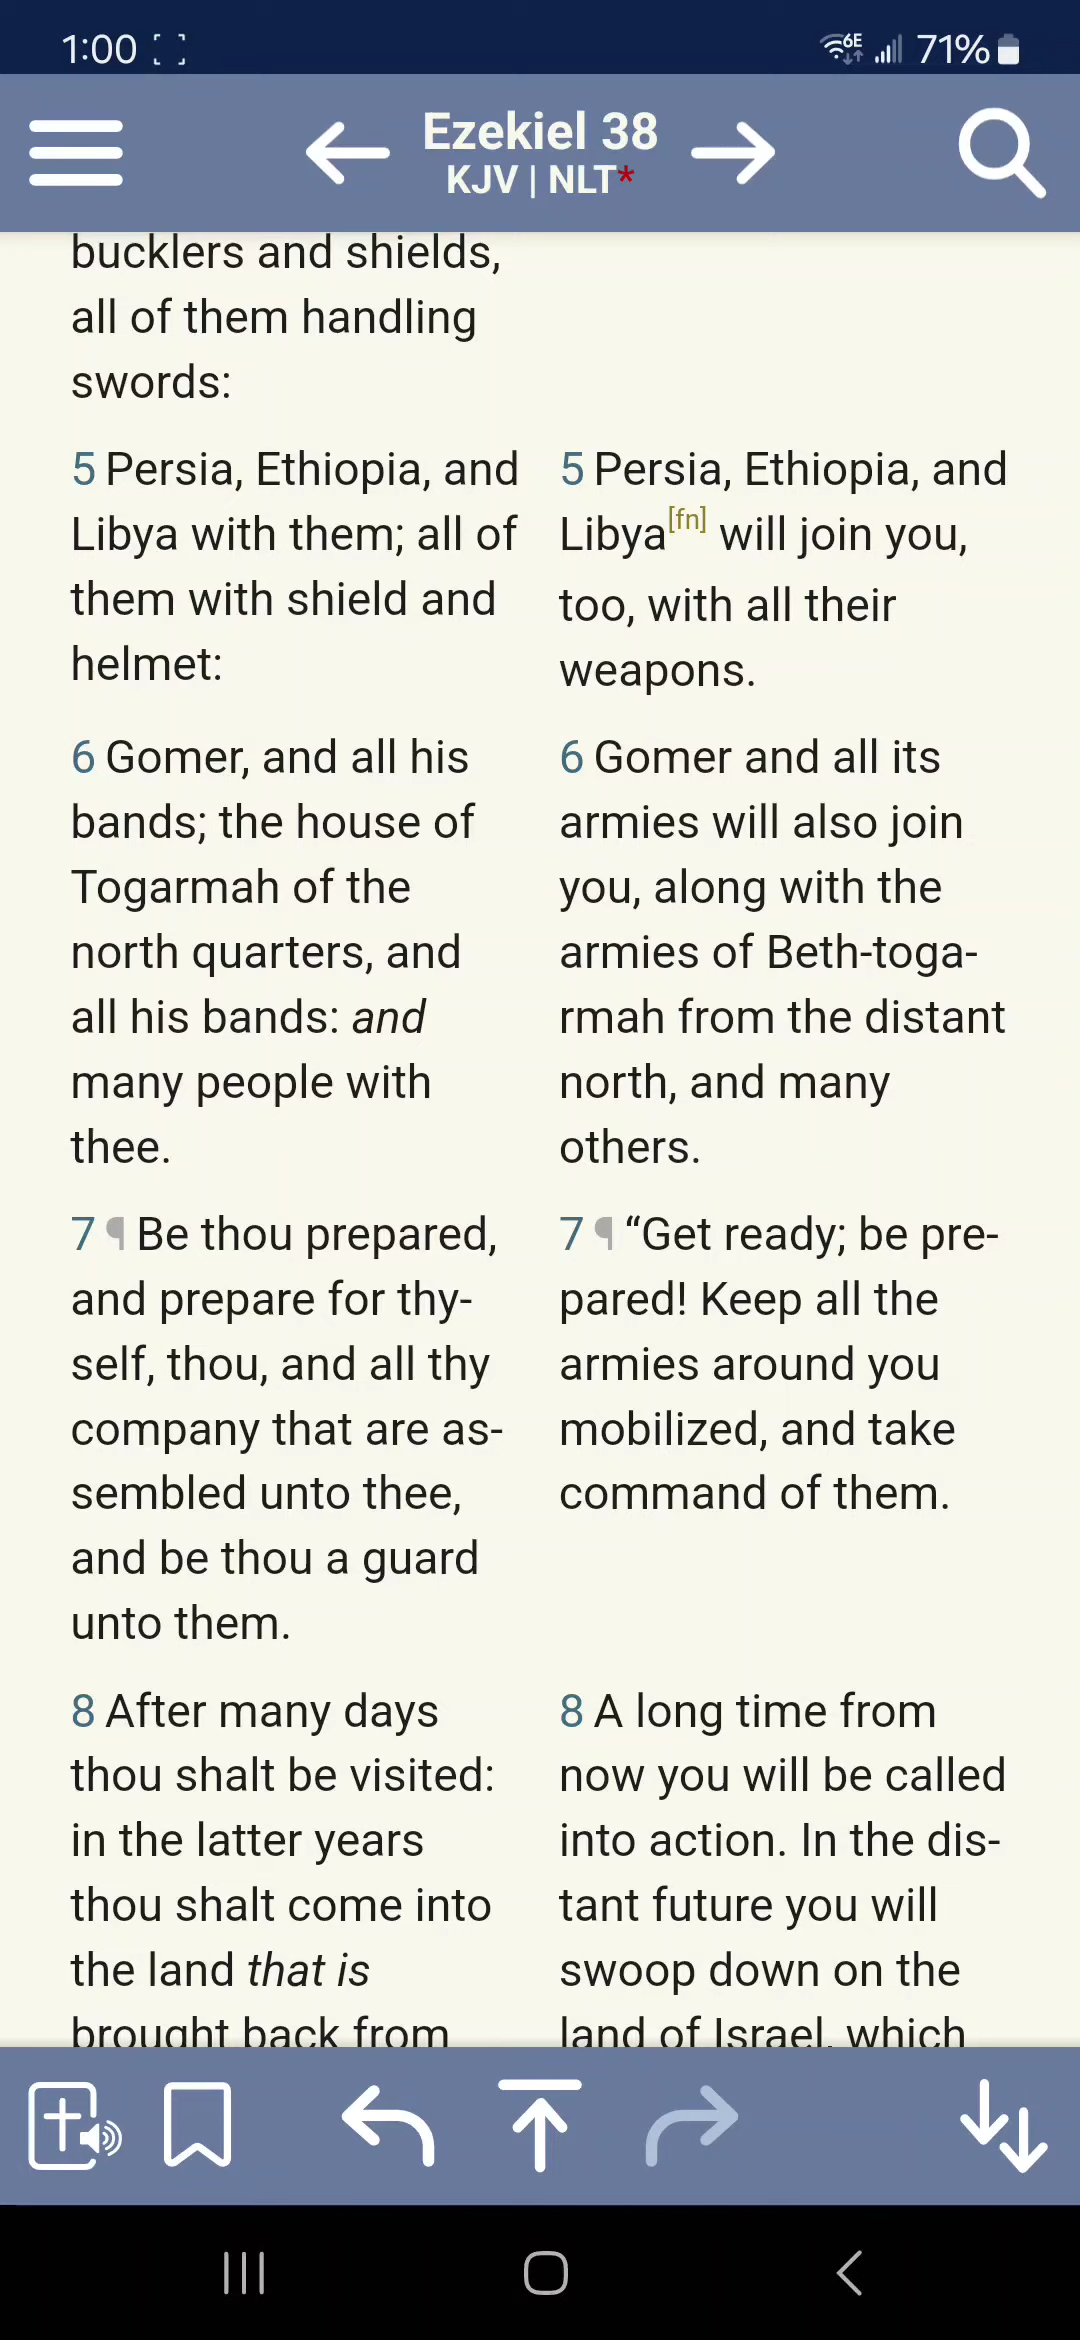 1:00
6E 71%
Ezekiel 38
KJV | NLT*
bucklers and shields,
all of them handling
swords:
5 Persia, Ethiopia, and
Libya with them; all of
them with shield and
helmet:
6 Gomer, and all his
bands; the house of
Togarmah of the
north quarters, and
all his bands: and
many people with
thee.
7 ¶ Be thou prepared,
and prepare for thy-
self, thou, and all thy
company that are as-
sembled unto thee,
and be thou a guard
unto them.
8 After many days
thou shalt be visited:
in the latter years
thou shalt come into
the land that is
brought back from
5 Persia, Ethiopia, and
Libya[fn] will join you,
too, with all their
weapons.
6 Gomer and all its
armies will also join
you, along with the
armies of Beth-toga-
rmah from the distant
north, and many
others.
7 ¶ “Get ready; be pre-
pared! Keep all the
armies around you
mobilized, and take
command of them.
8 A long time from
now you will be called
into action. In the dis-
tant future you will
swoop down on the
land of Israel, which